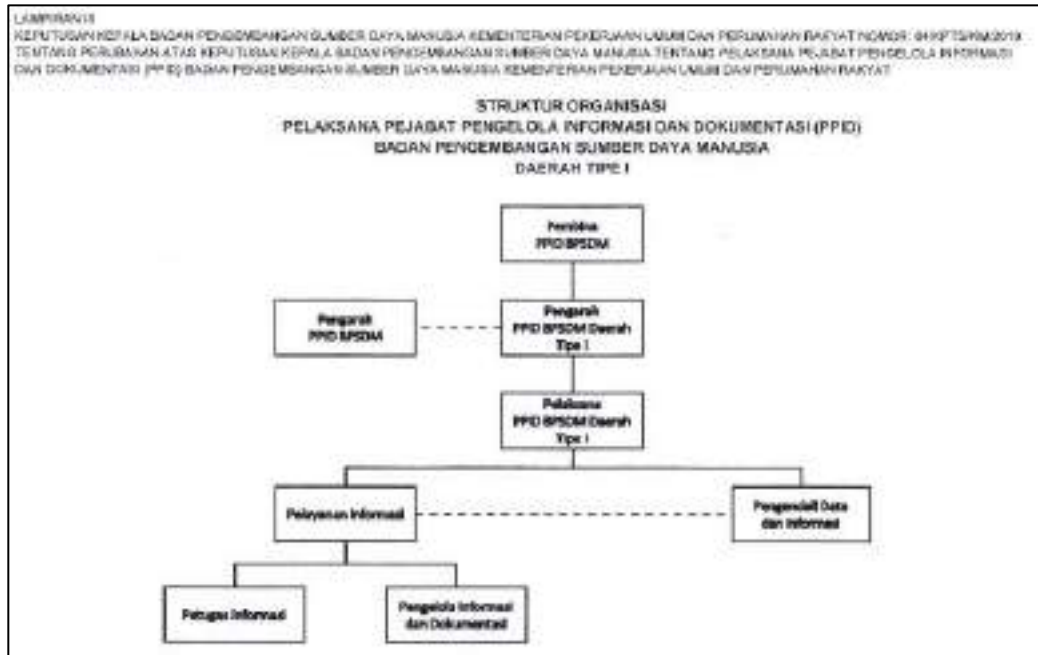 LAMPIRAN II
KEPUTUSAN KEPALA BADAN PENGEMBANGAN SUMBER DAYA MANUSIA KEMENTERIAN PEKERJAAN UMUM DAN PERUMAHAN RAKYAT NOMOR:
TENTANG PERUBAHAN ATAS KEPUTUSAN KEPALA BADAN PENGEMBANGAN SUMBER DAYA MANUSIA TENTANG PELAKSANA PEJABAT PENGELOLA INFORMASI
DAN DOKUMENTASI (PPID) BADAN PENGEMBANGAN SUMBER DAYA MANUSIA KEMENTERIAN PEKERJAAN UMUM DAN PERUMAHAN RAKYAT
STRUKTUR ORGANISASI
PELAKSANA PEJABAT PENGELOLA INFORMASI DAN DOKUMENTASI (PPID)
BADAN PENGEMBANGAN SUMBER DAYA MANUSIA
DAERAH TIPE I
Pembina
PPID BPSDM
Pengarah
PPID BPSDM
Pengarah
PPID BPSDM Daerah
Tipe I
Pelaksana
PPID BPSDM Daerah
Tipe I
Pelayanan Informasi
Pengendali Data
dan Informasi
Petugas Informasi
Pengelola Informasi
dan Dokumentasi